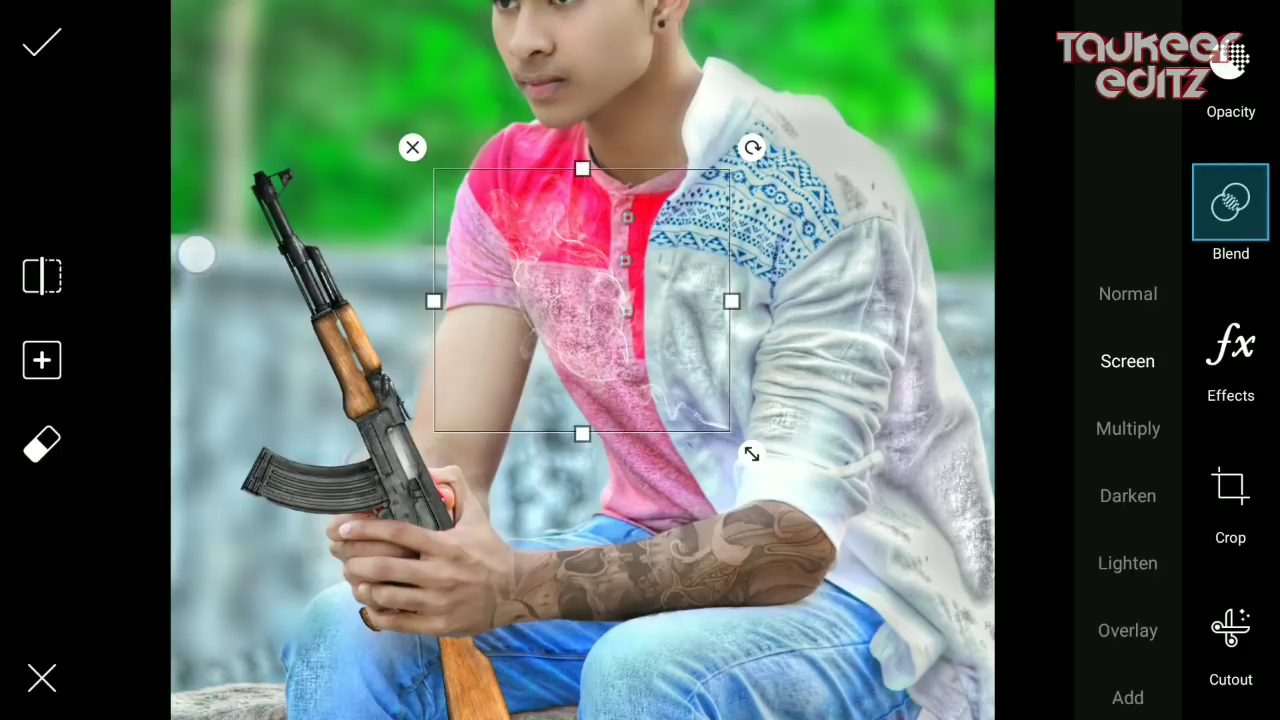 TAUKEER
EDITZ
Opacity
Blend
Normal
Screen
Effects
Multiply
Darken
Crop
Lighten
Overlay
Cutout
Add